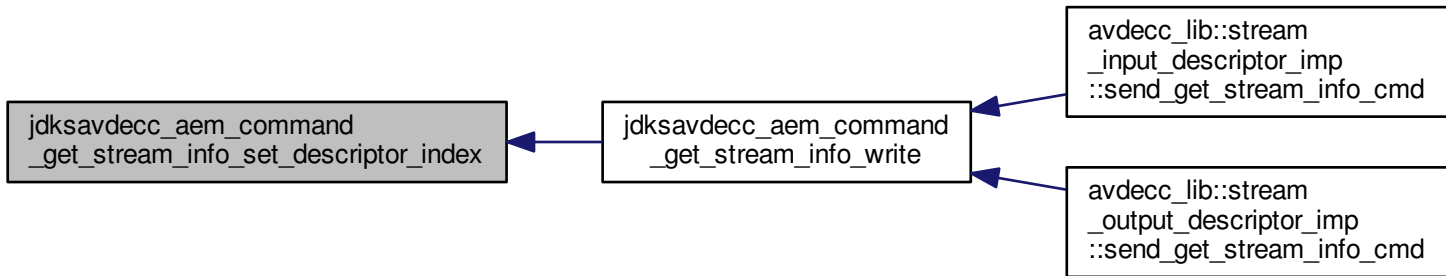 jdksavdecc_aem_command
_get_stream_info_set_descriptor_index
jdksavdecc_aem_command
_get_stream_info_write
avdecc_lib::stream
_input_descriptor_imp
::send_get_stream_info_cmd
avdecc_lib::stream
_output_descriptor_imp
::send_get_stream_info_cmd